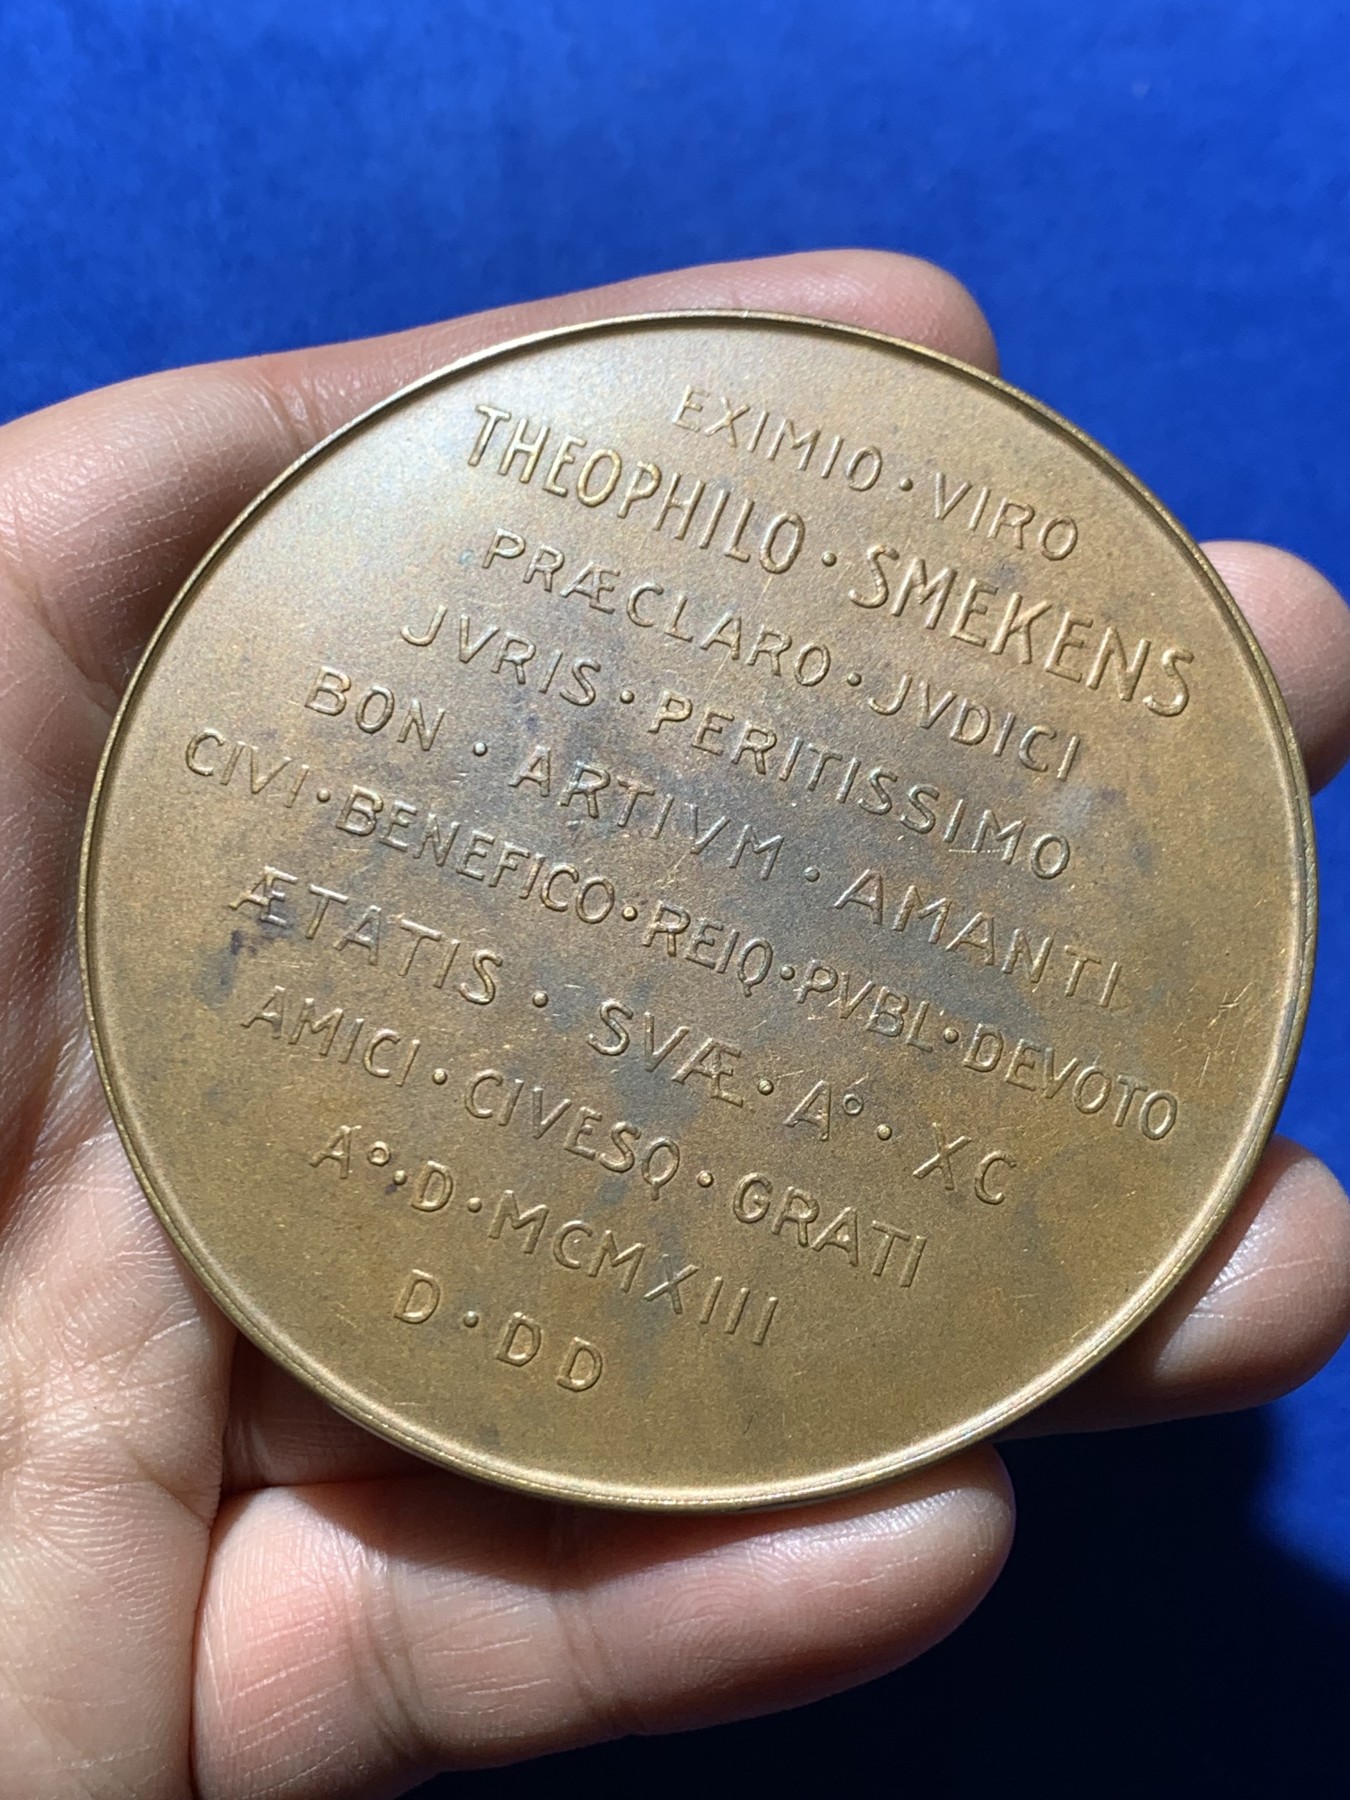 EXIMIO · VIRO
THEOPHILO · SMEKENS
PRÆCLARO · JVDICI
JVRIS · PERITISSIMO
BON · ARTIVM · AMANTI
CIVI · BENEFICO · REIQ · PVBL · DEVOTO
ÆTATIS · SVÆ · A° · XC
AMICI · CIVESQ · GRATI
A° · D · MCMXIII
D · DD